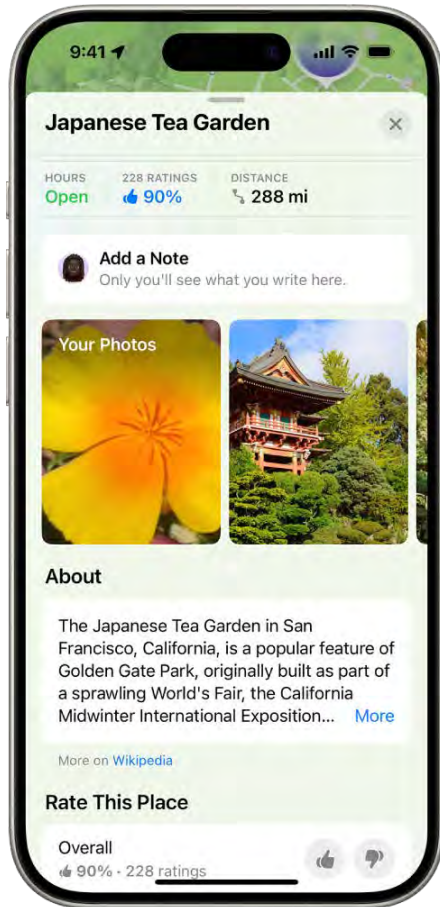 9:41
Japanese Tea Garden
HOURS 228 RATINGS DISTANCE
Open 90% 288 mi
Add a Note
Only you'll see what you write here.
Your Photos
About
The Japanese Tea Garden in San
Francisco, California, is a popular feature of
Golden Gate Park, originally built as part of
a sprawling World's Fair, the California
Midwinter International Exposition... More
More on Wikipedia
Rate This Place
Overall
90% · 228 ratings